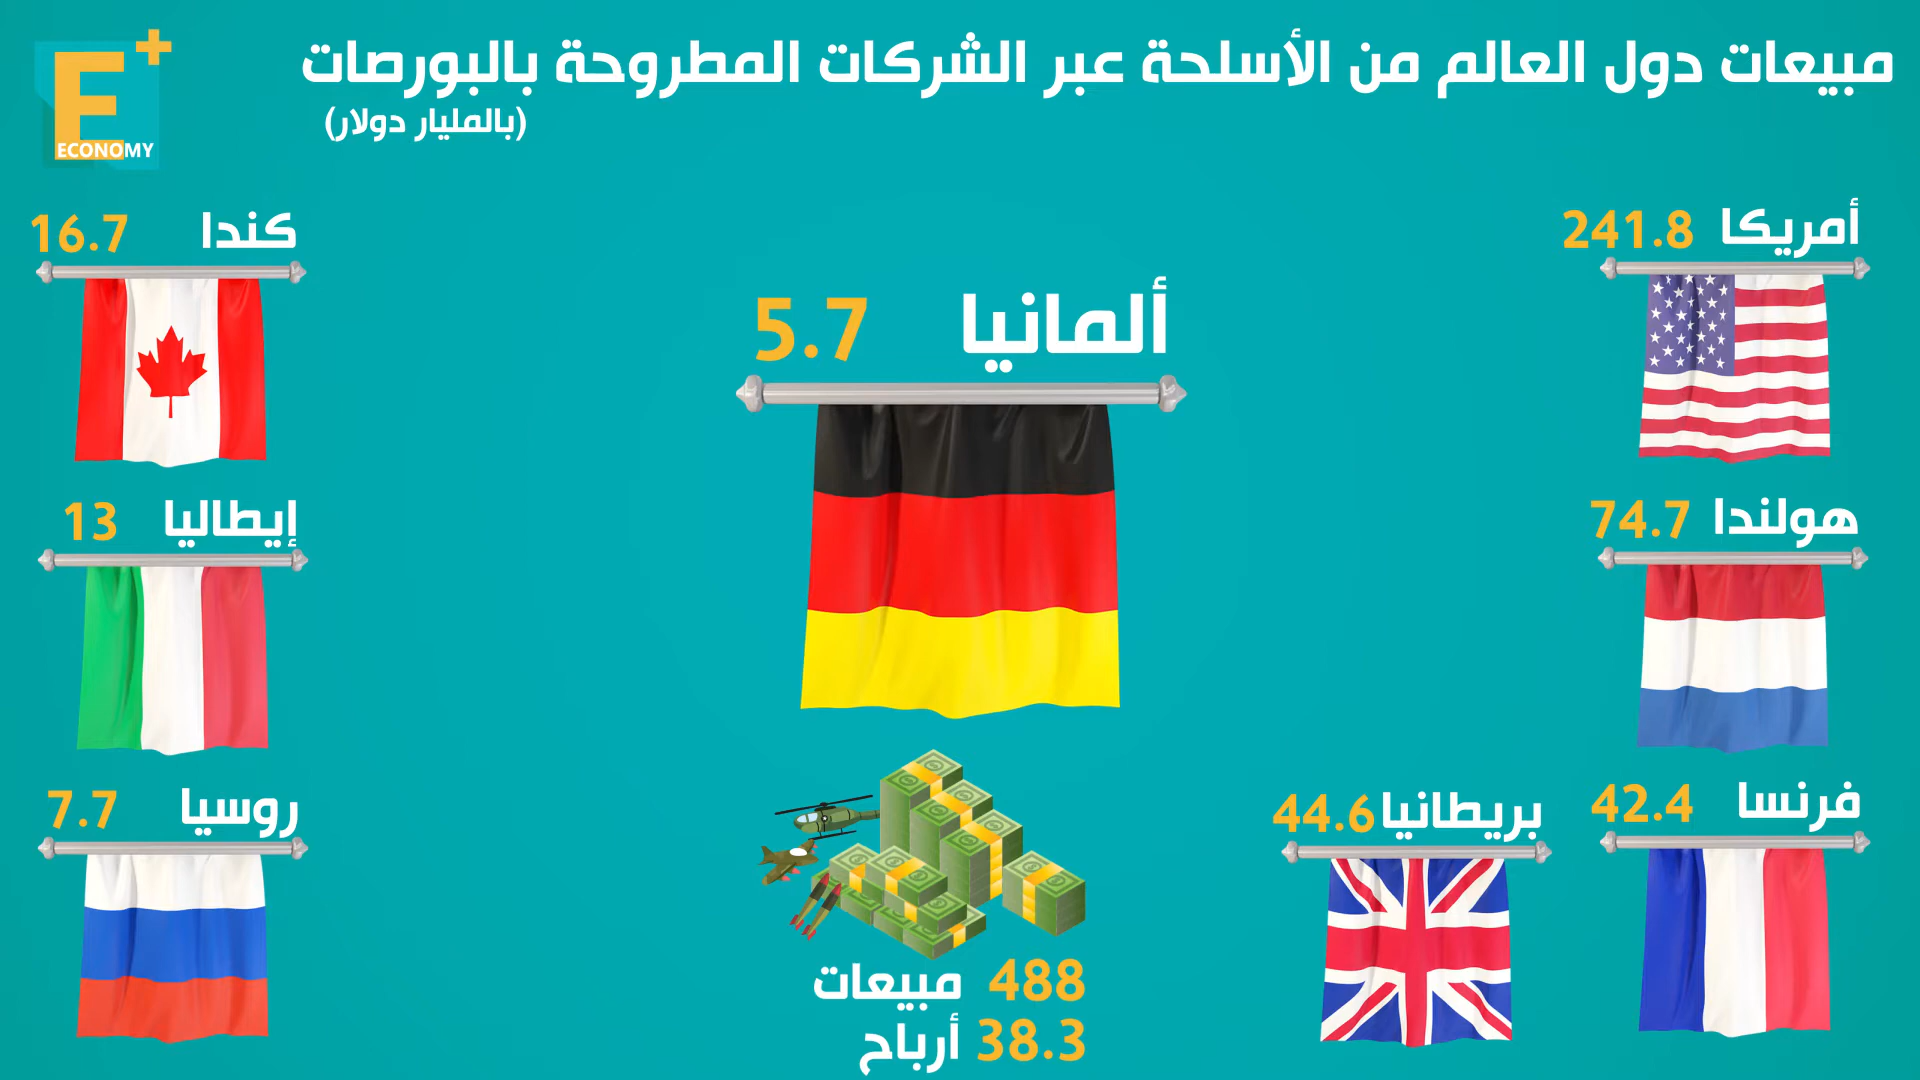 مبيعات دول العالم من الأسلحة عبر الشركات المطروحة بالبورصات
(بالمليار دولار)
E+
ECONOMY
أمريكا 241.8
هولندا 74.7
فرنسا 42.4
بريطانيا 44.6
ألمانيا 5.7
488 مبيعات
38.3 أرباح
كندا 16.7
إيطاليا 13
روسيا 7.7